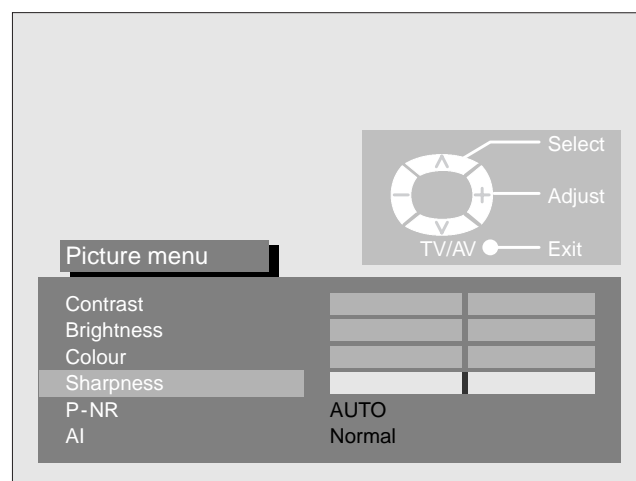 Select
Adjust
TV/AV Exit
Picture menu
Contrast
Brightness
Colour
Sharpness
P-NR AUTO
AI Normal